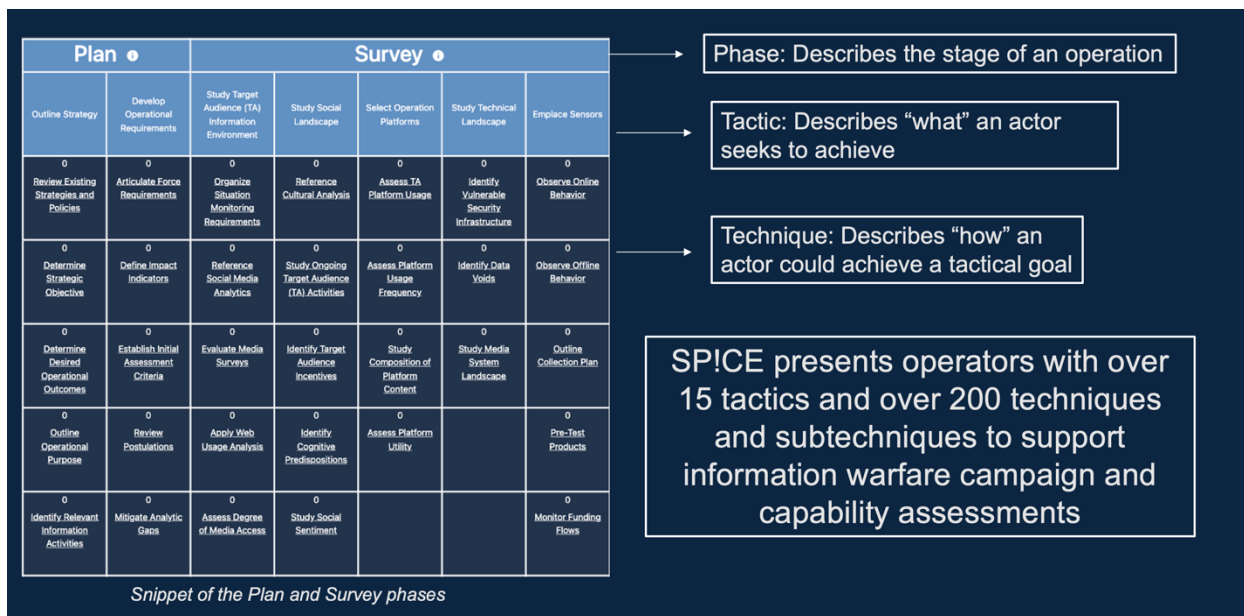 Plan
Survey
Outline Strategy
Develop
Operational
Requirements
Study Target
Audience (TA)
Information
Environment
Study Social
Landscape
Select Operation
Platforms
Study Technical
Landscape
Emplace Sensors
0
Review Existing
Strategies and
Policies
0
Articulate Force
Requirements
0
Organize
Situation
Monitoring
Requirements
0
Reference
Cultural Analysis
0
Assess TA
Platform Usage
0
Identify
Vulnerable
Security
Infrastructure
0
Observe Online
Behavior
0
Determine
Strategic
Objective
0
Define Impact
Indicators
0
Reference
Social Media
Analytics
0
Study Ongoing
Target Audience
(TA) Activities
0
Assess Platform
Usage
Frequency
0
Identify Data
Voids
0
Observe Offline
Behavior
0
Determine
Desired
Operational
Outcomes
0
Establish Initial
Assessment
Criteria
0
Evaluate Media
Surveys
0
Identify Target
Audience
Incentives
0
Study
Composition of
Platform
Content
0
Study Media
System
Landscape
0
Outline
Collection Plan
0
Outline
Operational
Purpose
0
Review
Postulations
0
Apply Web
Usage Analysis
0
Identify
Cognitive
Predispositions
0
Assess Platform
Utility
0
Pre-Test
Products
0
Identify Relevant
Information
Activities
0
Mitigate Analytic
Gaps
0
Assess Degree
of Media Access
0
Study Social
Sentiment
0
Monitor Funding
Flows
Snippet of the Plan and Survey phases
Phase: Describes the stage of an operation
Tactic: Describes “what” an actor
seeks to achieve
Technique: Describes “how” an
actor could achieve a tactical goal
SP!CE presents operators with over
15 tactics and over 200 techniques
and subtechniques to support
information warfare campaign and
capability assessments